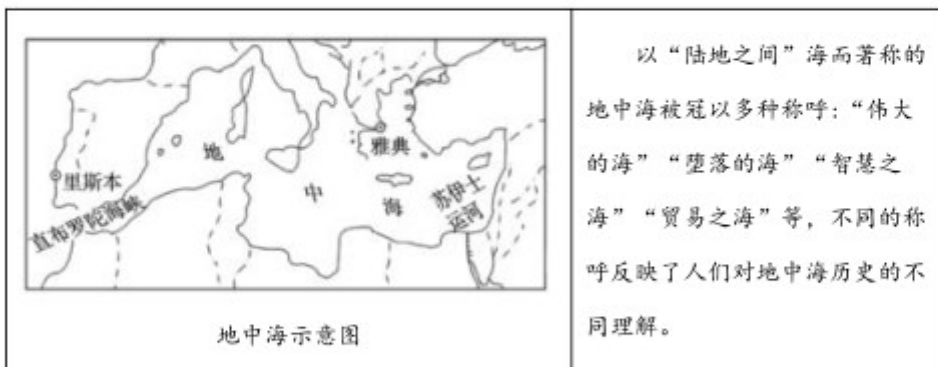 里斯本
直布罗陀海峡
地
中
海
雅典
苏伊士
运河
地中海示意图
以“陆地之间”海而著称的
地中海被冠以多种称呼：“伟大
的海”“堕落的海”“智慧之
海”“贸易之海”等，不同的称
呼反映了人们对地中海历史的不
同理解。